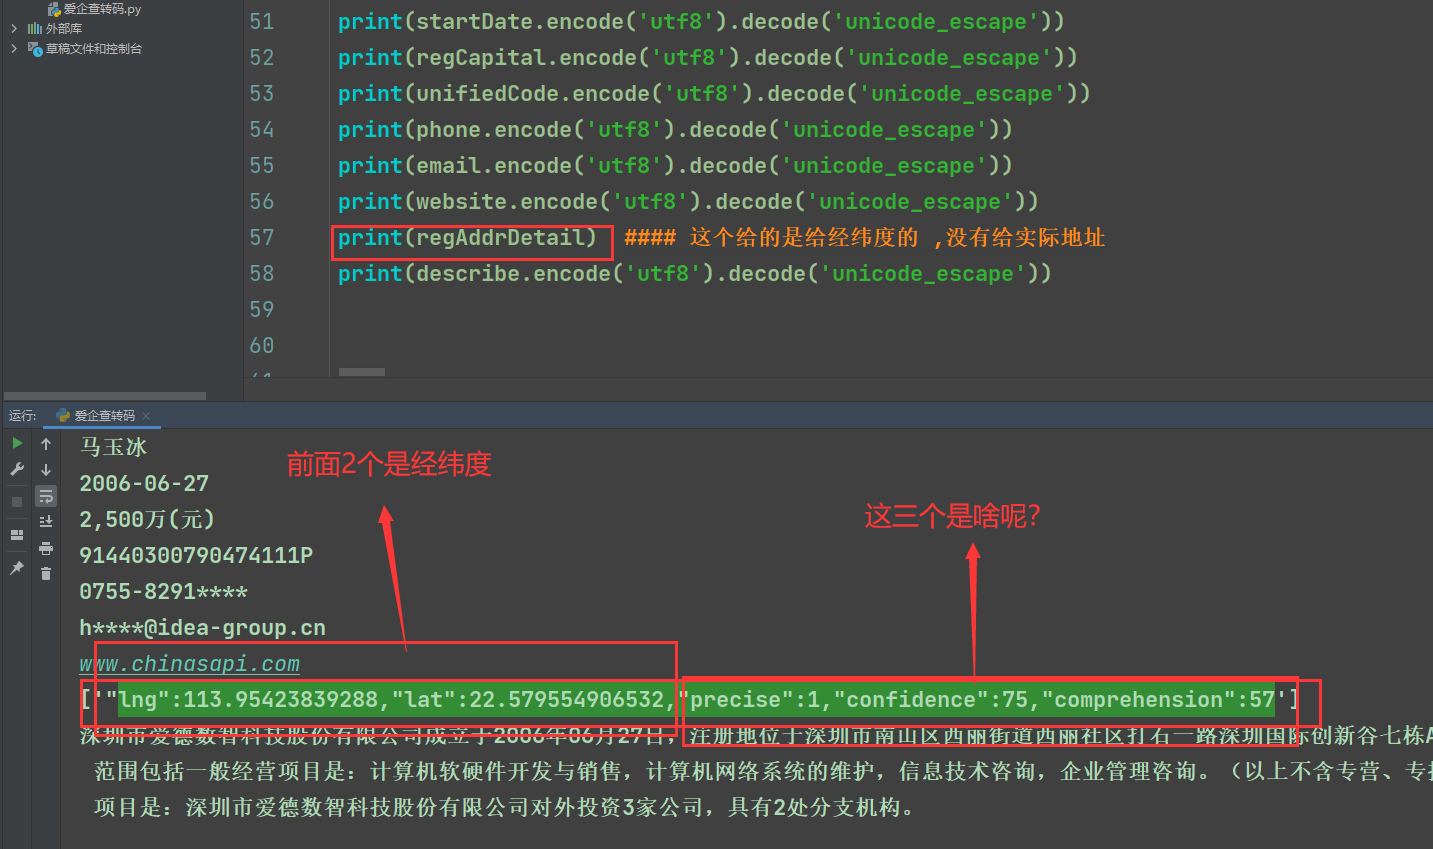 爱企查转码.py
外部库
草稿文件和控制台
51 print(startDate.encode('utf8').decode('unicode_escape'))
52 print(regCapital.encode('utf8').decode('unicode_escape'))
53 print(unifiedCode.encode('utf8').decode('unicode_escape'))
54 print(phone.encode('utf8').decode('unicode_escape'))
55 print(email.encode('utf8').decode('unicode_escape'))
56 print(website.encode('utf8').decode('unicode_escape'))
57 print(regAddrDetail) #### 这个给的是给经纬度的 ,没有给实际地址
58 print(describe.encode('utf8').decode('unicode_escape'))
59
60
运行: 爱企查转码
马玉冰
前面2个是经纬度
2006-06-27
2,500万(元)
这三个是啥呢?
91440300790474111P
0755-8291****
h****@idea-group.cn
www.chinasapi.com
['"lng":113.95423839288,"lat":22.579554906532,"precise":1,"confidence":75,"comprehension":57']
深圳市爱德数智科技股份有限公司成立于2006年06月27日，注册地位于深圳市南山区西丽街道西丽社区打石一路深圳国际创新谷七栋A
范围包括一般经营项目是：计算机软硬件开发与销售，计算机网络系统的维护，信息技术咨询，企业管理咨询。（以上不含专营、专
项目是：深圳市爱德数智科技股份有限公司对外投资3家公司，具有2处分支机构。